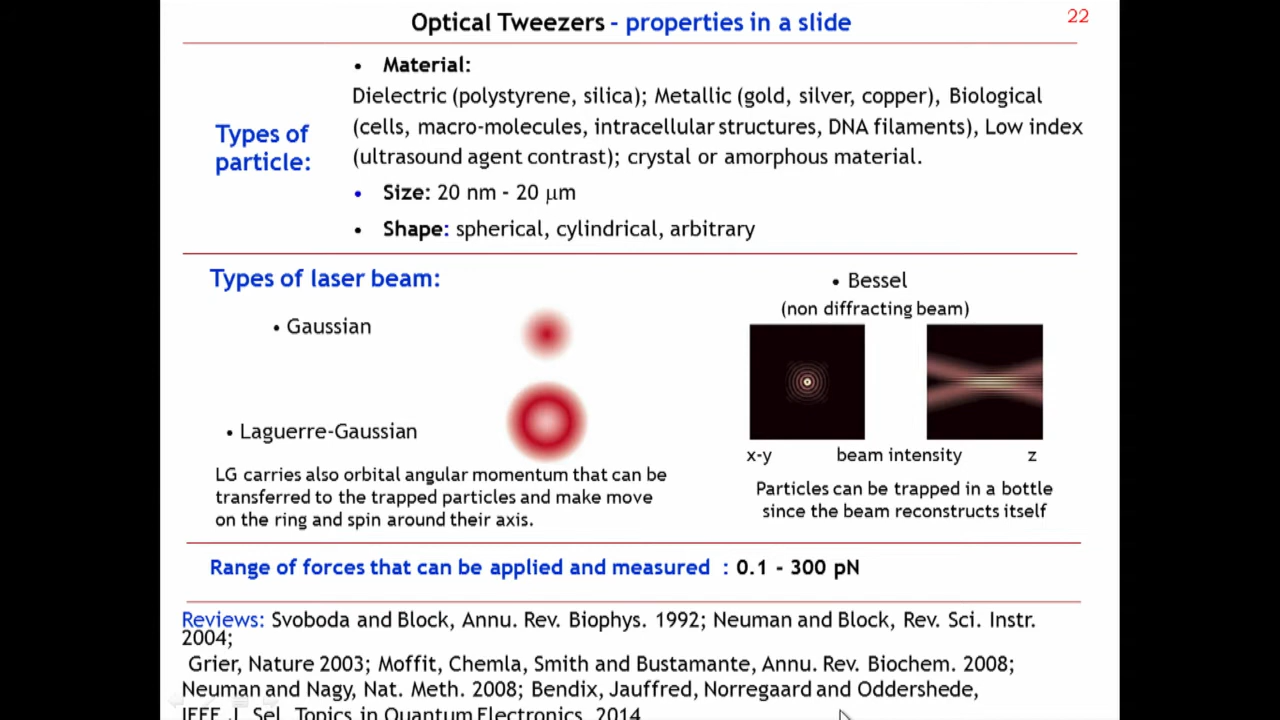 Optical Tweezers - properties in a slide
22
Types of
particle:
• Material:
Dielectric (polystyrene, silica); Metallic (gold, silver, copper), Biological
(cells, macro-molecules, intracellular structures, DNA filaments), Low index
(ultrasound agent contrast); crystal or amorphous material.
• Size: 20 nm - 20 μm
• Shape: spherical, cylindrical, arbitrary
Types of laser beam:
• Gaussian
• Laguerre-Gaussian
LG carries also orbital angular momentum that can be
transferred to the trapped particles and make move
on the ring and spin around their axis.
• Bessel
(non diffracting beam)
x-y beam intensity z
Particles can be trapped in a bottle
since the beam reconstructs itself
Range of forces that can be applied and measured : 0.1 - 300 pN
Reviews: Svoboda and Block, Annu. Rev. Biophys. 1992; Neuman and Block, Rev. Sci. Instr.
2004;
Grier, Nature 2003; Moffit, Chemla, Smith and Bustamante, Annu. Rev. Biochem. 2008;
Neuman and Nagy, Nat. Meth. 2008; Bendix, Jauffred, Norregaard and Oddershede,
IEEE J. Sel. Topics in Quantum Electronics, 2014